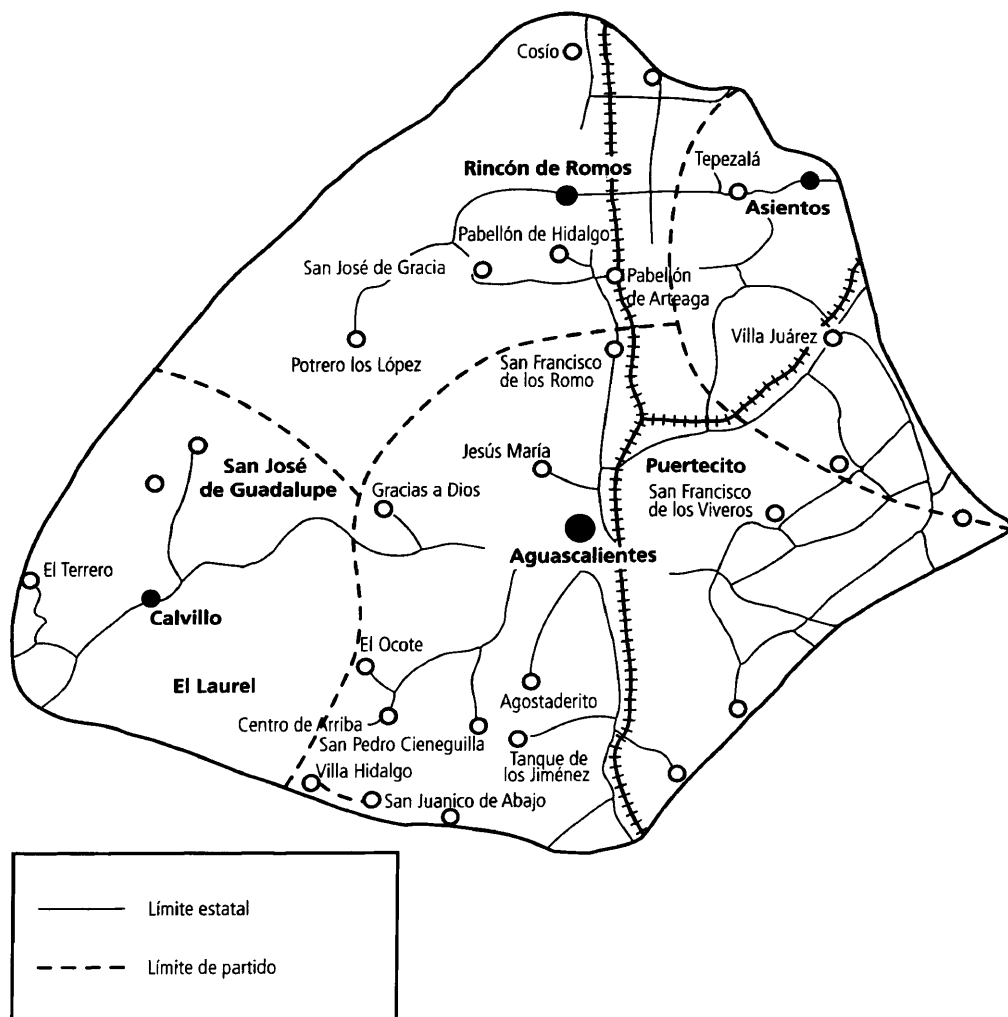 Cosío
Tepezalá
Rincón de Romos
Asientos
Pabellón de Hidalgo
San José de Gracia
Pabellón
de Arteaga
Villa Juárez
Potrero los López
San Francisco
de los Romo
Jesús María
San José
de Guadalupe
Puertecito
Gracias a Dios
San Francisco
de los Viveros
Aguascalientes
El Terrero
Calvillo
El Ocote
El Laurel
Agostaderito
Centro de Arriba
San Pedro Cieneguilla
Tanque de
los Jiménez
Villa Hidalgo
San Juanico de Abajo
Límite estatal
Límite de partido